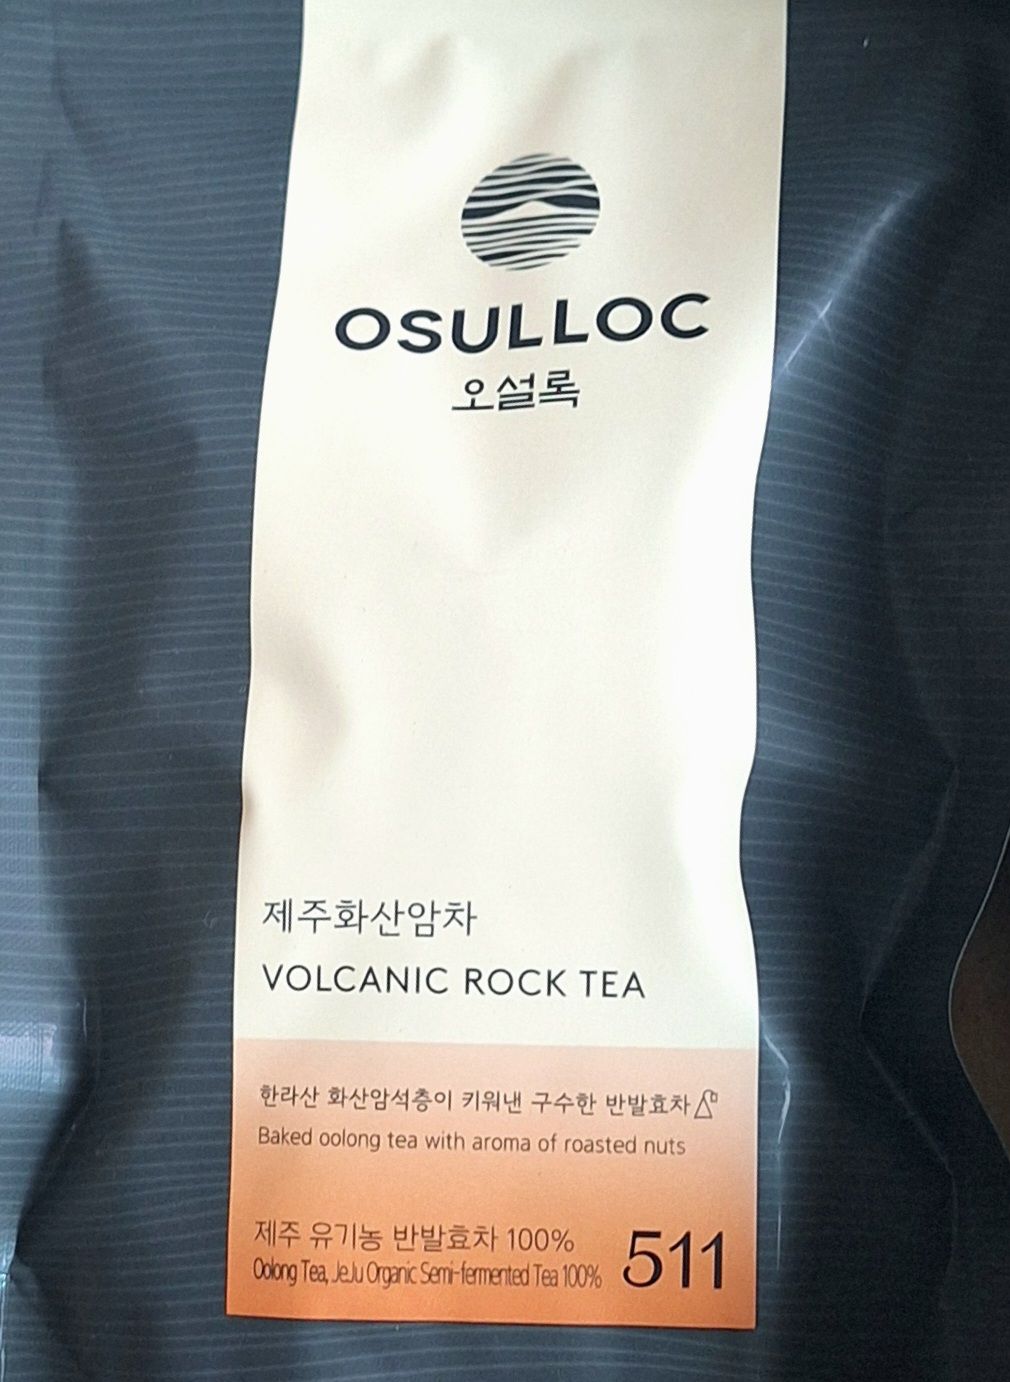 OSULLOC
오설록
제주화산암차
VOLCANIC ROCK TEA
한라산 화산암석층이 키워낸 구수한 반발효차
Baked oolong tea with aroma of roasted nuts
제주 유기농 반발효차 100%
Oolong Tea, JeJu Organic Semi-fermented Tea 100%
511